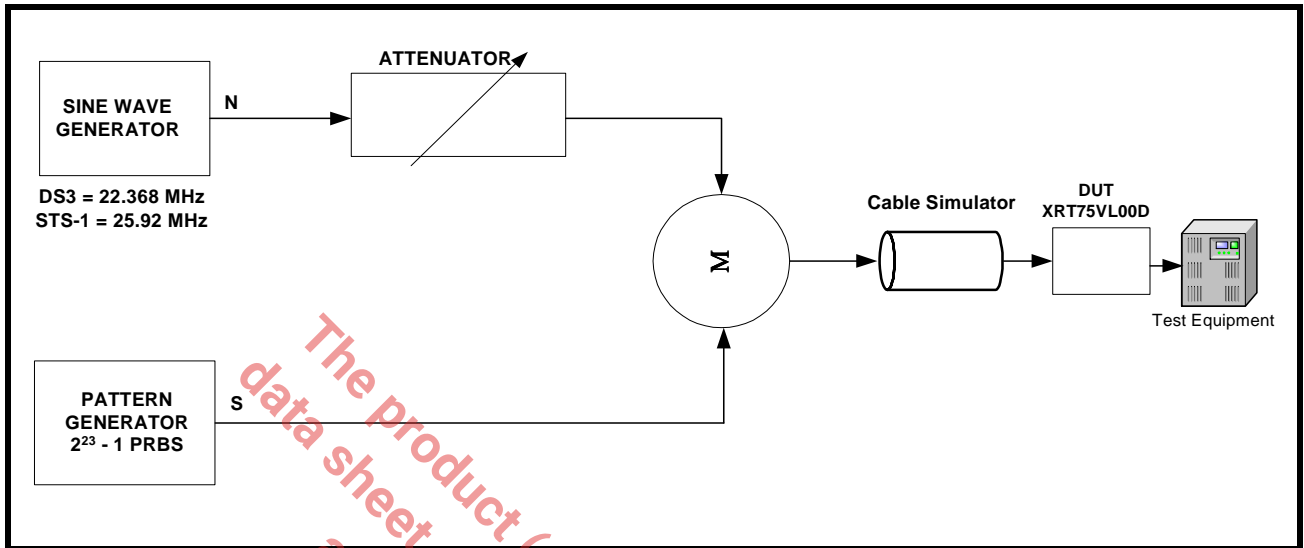 ATTENUATOR
SINE WAVE
GENERATOR
N
DS3 = 22.368 MHz
STS-1 = 25.92 MHz
M
Cable Simulator
DUT
XRT75VL00D
Test Equipment
PATTERN
GENERATOR
2²³ - 1 PRBS
S
The product (
data sheet